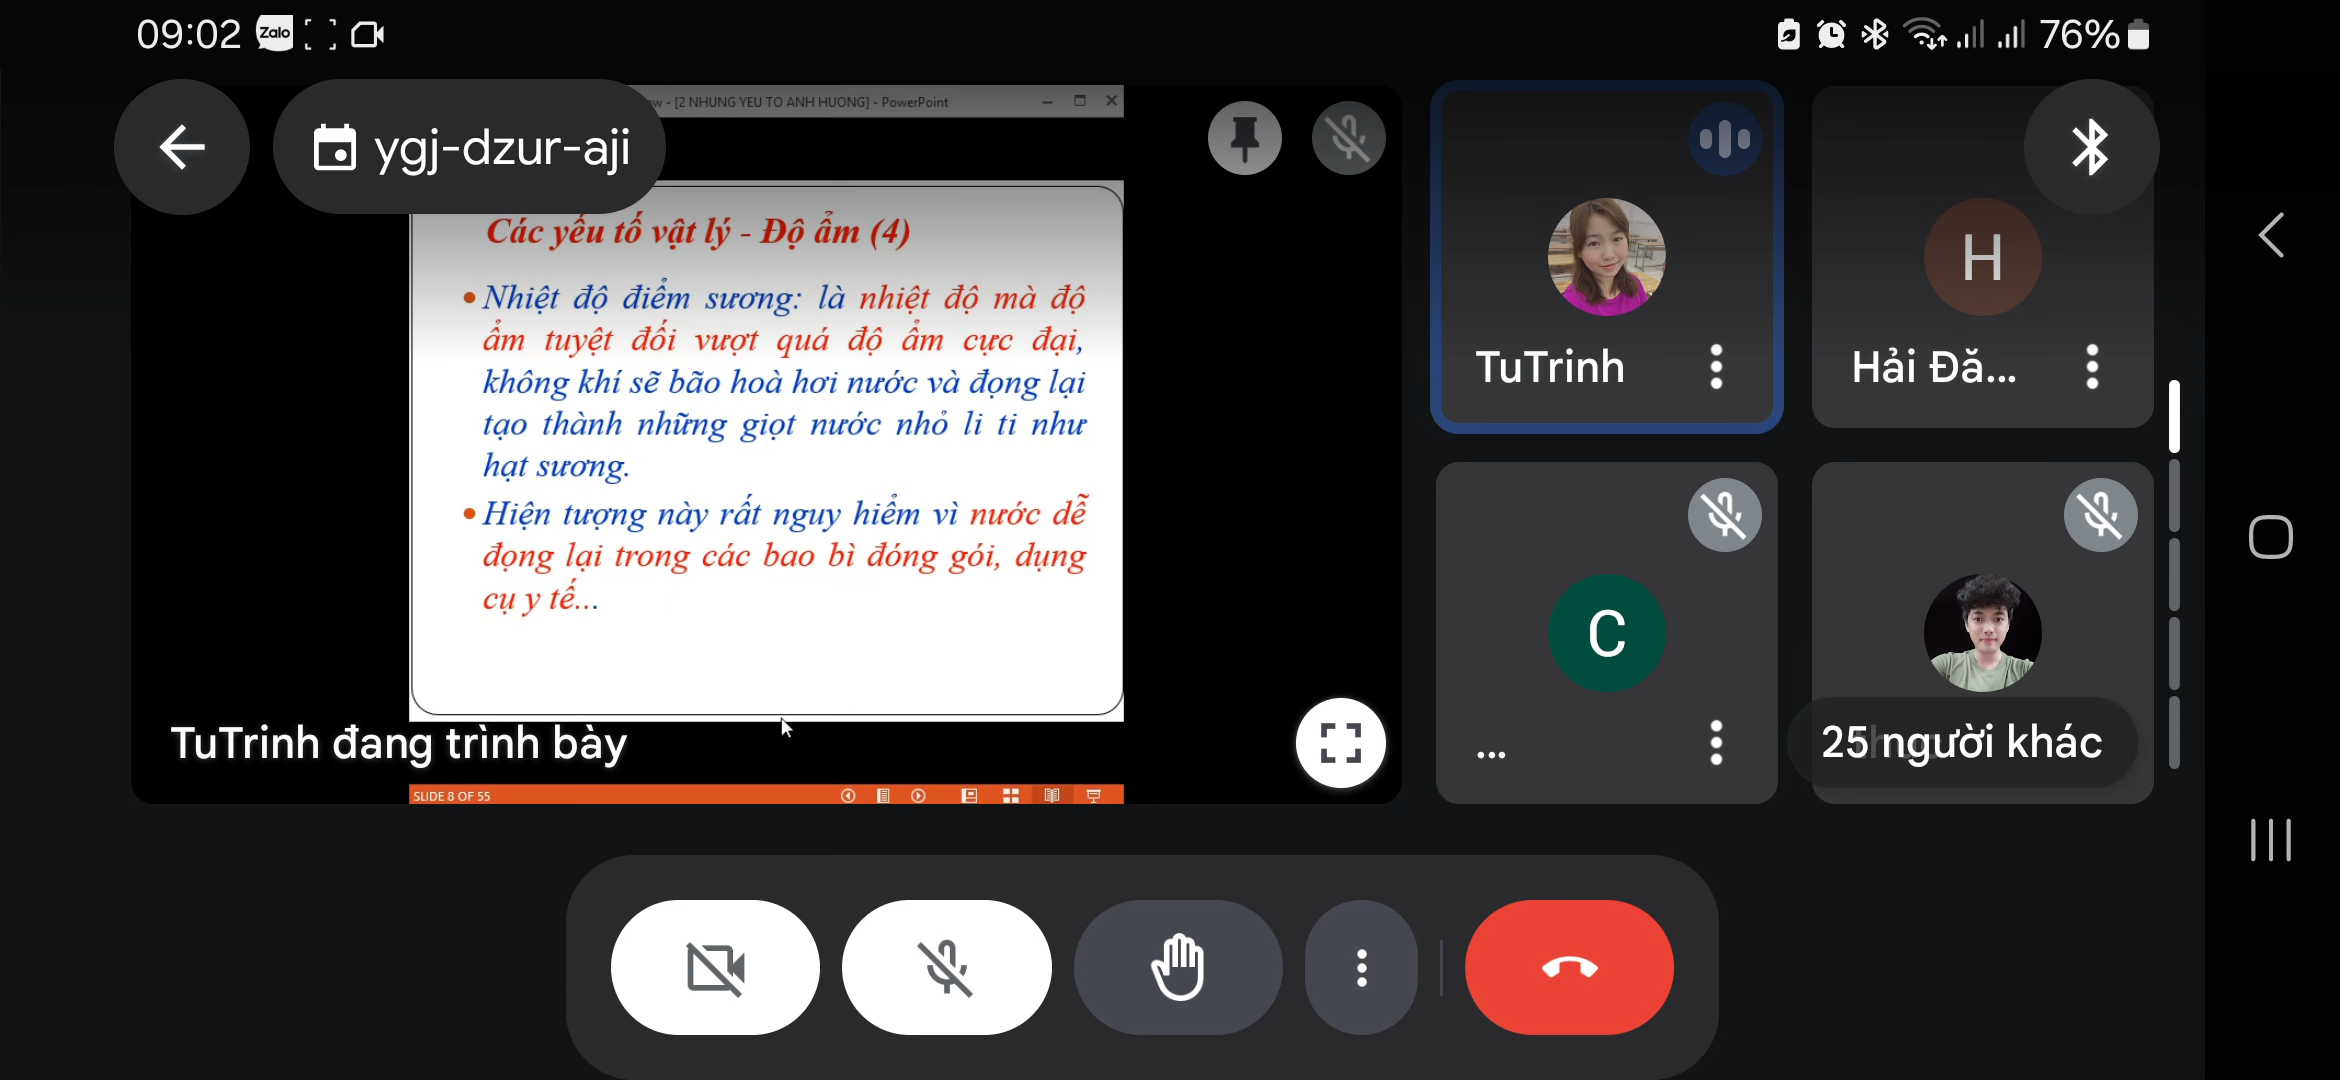 09:02 Zalo 76%
ygj-dzur-aji
ow - [2 NHUNG YEU TO ANH HUONG] - PowerPoint
Các yếu tố vật lý - Độ ẩm (4)
• Nhiệt độ điểm sương: là nhiệt độ mà độ
ẩm tuyệt đối vượt quá độ ẩm cực đại,
không khí sẽ bão hoà hơi nước và đọng lại
tạo thành những giọt nước nhỏ li ti như
hạt sương.
• Hiện tượng này rất nguy hiểm vì nước dễ
đọng lại trong các bao bì đóng gói, dụng
cụ y tế...
TuTrinh đang trình bày
SLIDE 8 OF 55
TuTrinh
H
Hải Đă...
C
...
25 người khác